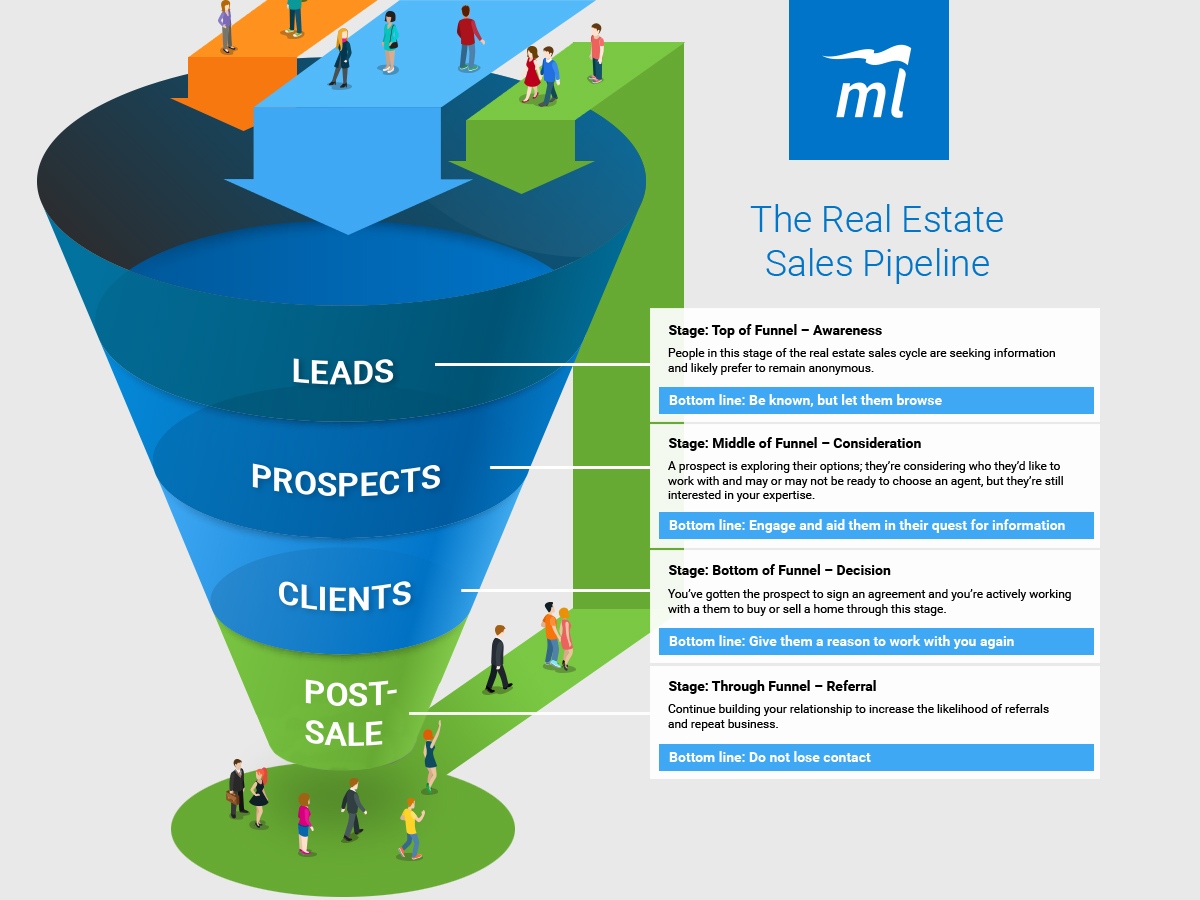 ml
The Real Estate
Sales Pipeline
LEADS
Stage: Top of Funnel – Awareness
People in this stage of the real estate sales cycle are seeking information
and likely prefer to remain anonymous.
Bottom line: Be known, but let them browse
PROSPECTS
Stage: Middle of Funnel – Consideration
A prospect is exploring their options; they’re considering who they’d like to
work with and may or may not be ready to choose an agent, but they’re still
interested in your expertise.
Bottom line: Engage and aid them in their quest for information
CLIENTS
Stage: Bottom of Funnel – Decision
You’ve gotten the prospect to sign an agreement and you’re actively working
with a them to buy or sell a home through this stage.
Bottom line: Give them a reason to work with you again
POST-
SALE
Stage: Through Funnel – Referral
Continue building your relationship to increase the likelihood of referrals
and repeat business.
Bottom line: Do not lose contact